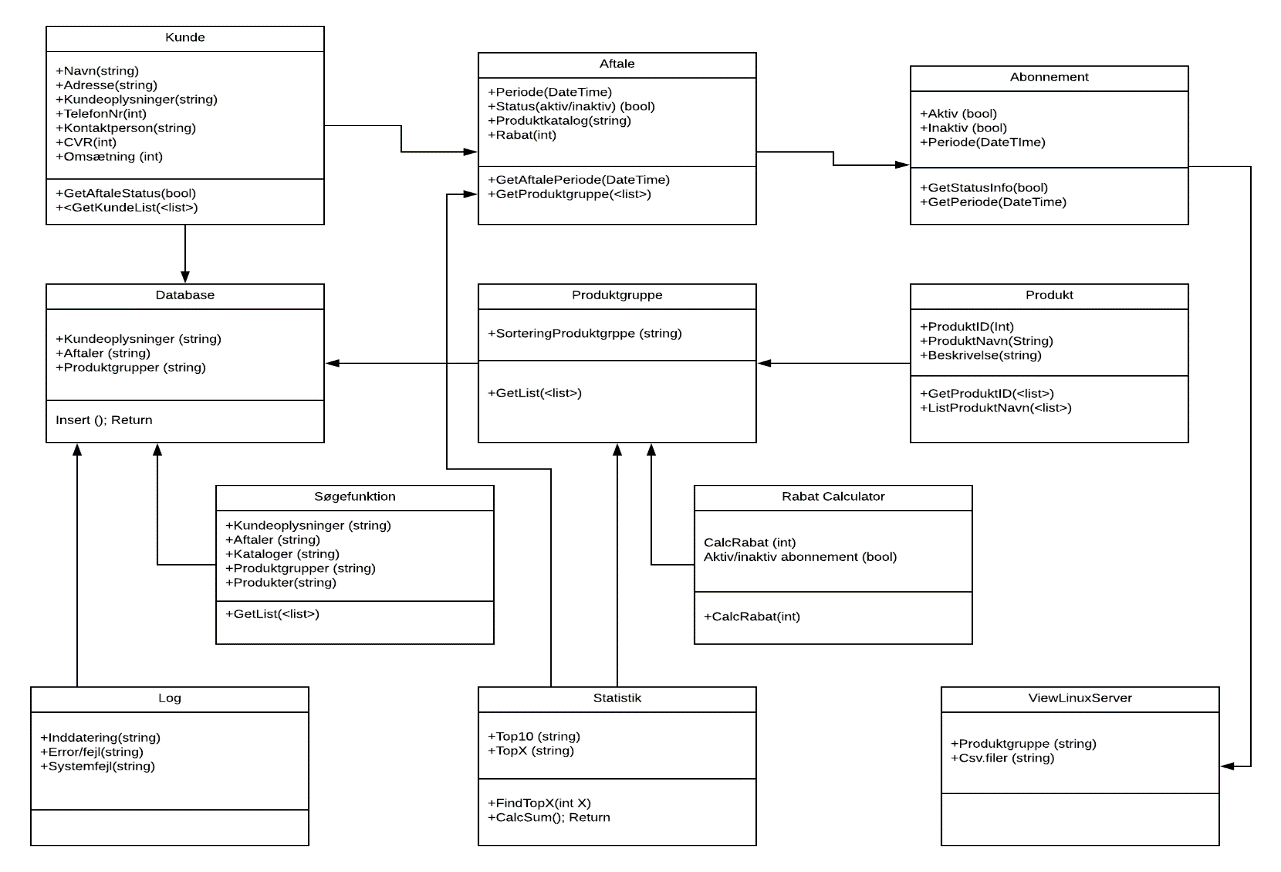 Kunde
+Navn(string)
+Adresse(string)
+Kundeoplysninger(string)
+TelefonNr(int)
+Kontaktperson(string)
+CVR(int)
+Omsætning (int)
+GetAftaleStatus(bool)
+<GetKundeList(<list>)
Aftale
+Periode(DateTime)
+Status(aktiv/inaktiv) (bool)
+Produktkatalog(string)
+Rabat(int)
+GetAftalePeriode(DateTime)
+GetProduktgruppe(<list>)
Abonnement
+Aktiv (bool)
+Inaktiv (bool)
+Periode(DateTIme)
+GetStatusInfo(bool)
+GetPeriode(DateTime)
Database
+Kundeoplysninger (string)
+Aftaler (string)
+Produktgrupper (string)
Insert (); Return
Produktgruppe
+SorteringProduktgrppe (string)
+GetList(<list>)
Produkt
+ProduktID(Int)
+ProduktNavn(String)
+Beskrivelse(string)
+GetProduktID(<list>)
+ListProduktNavn(<list>)
Søgefunktion
+Kundeoplysninger (string)
+Aftaler (string)
+Kataloger (string)
+Produktgrupper (string)
+Produkter(string)
+GetList(<list>)
Rabat Calculator
CalcRabat (int)
Aktiv/inaktiv abonnement (bool)
+CalcRabat(int)
Log
+Inddatering(string)
+Error/fejl(string)
+Systemfejl(string)
Statistik
+Top10 (string)
+TopX (string)
+FindTopX(int X)
+CalcSum(); Return
ViewLinuxServer
+Produktgruppe (string)
+Csv.filer (string)